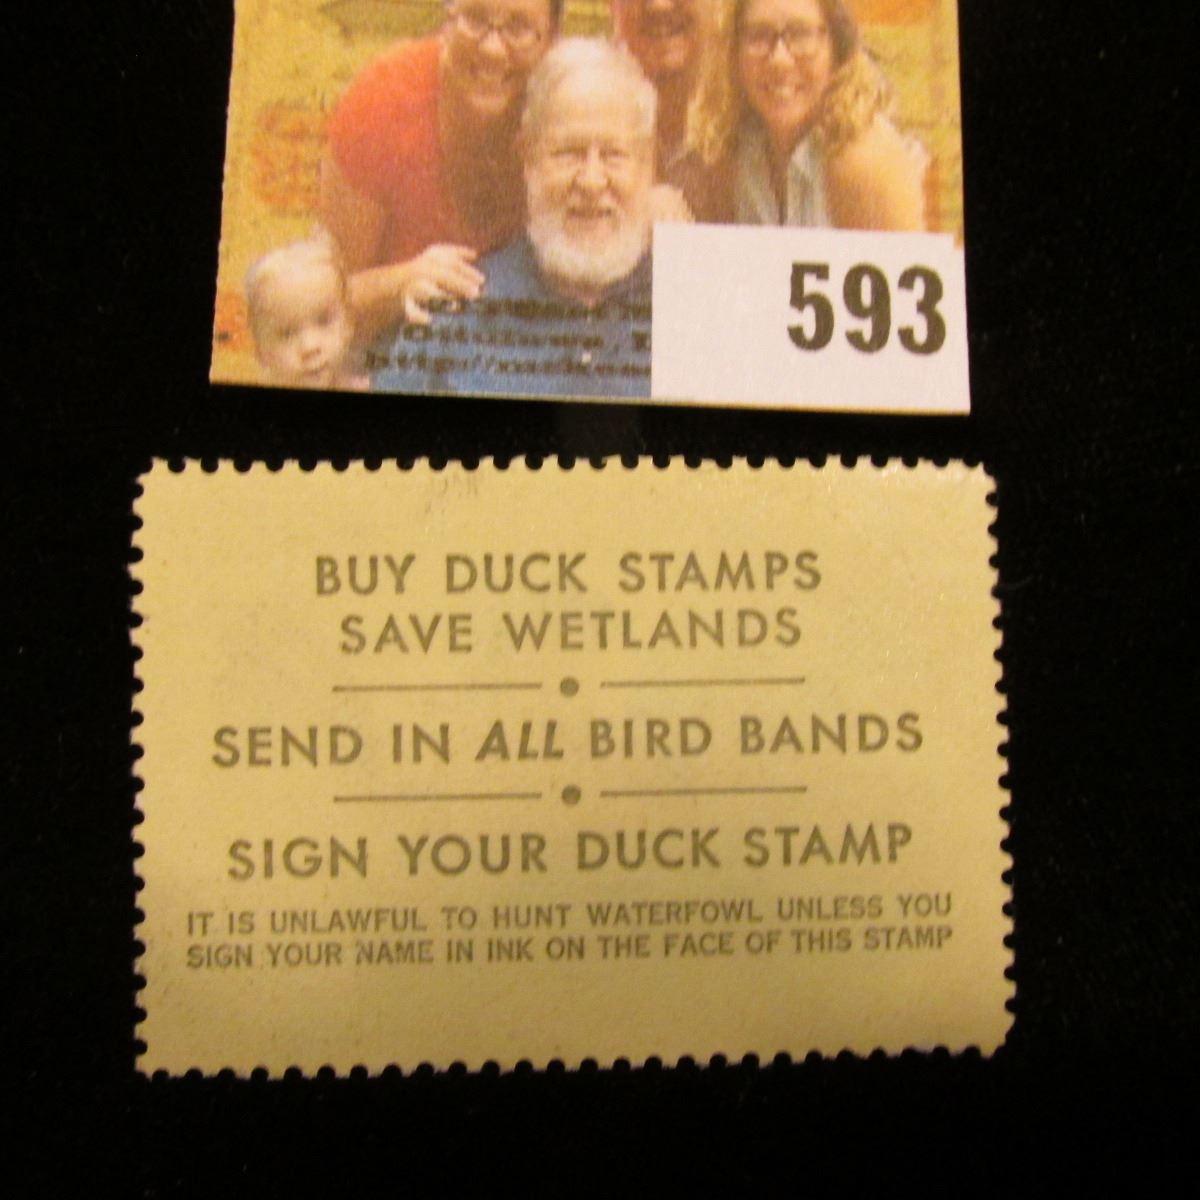 593
BUY DUCK STAMPS
SAVE WETLANDS
SEND IN ALL BIRD BANDS
SIGN YOUR DUCK STAMP
IT IS UNLAWFUL TO HUNT WATERFOWL UNLESS YOU
SIGN YOUR NAME IN INK ON THE FACE OF THIS STAMP